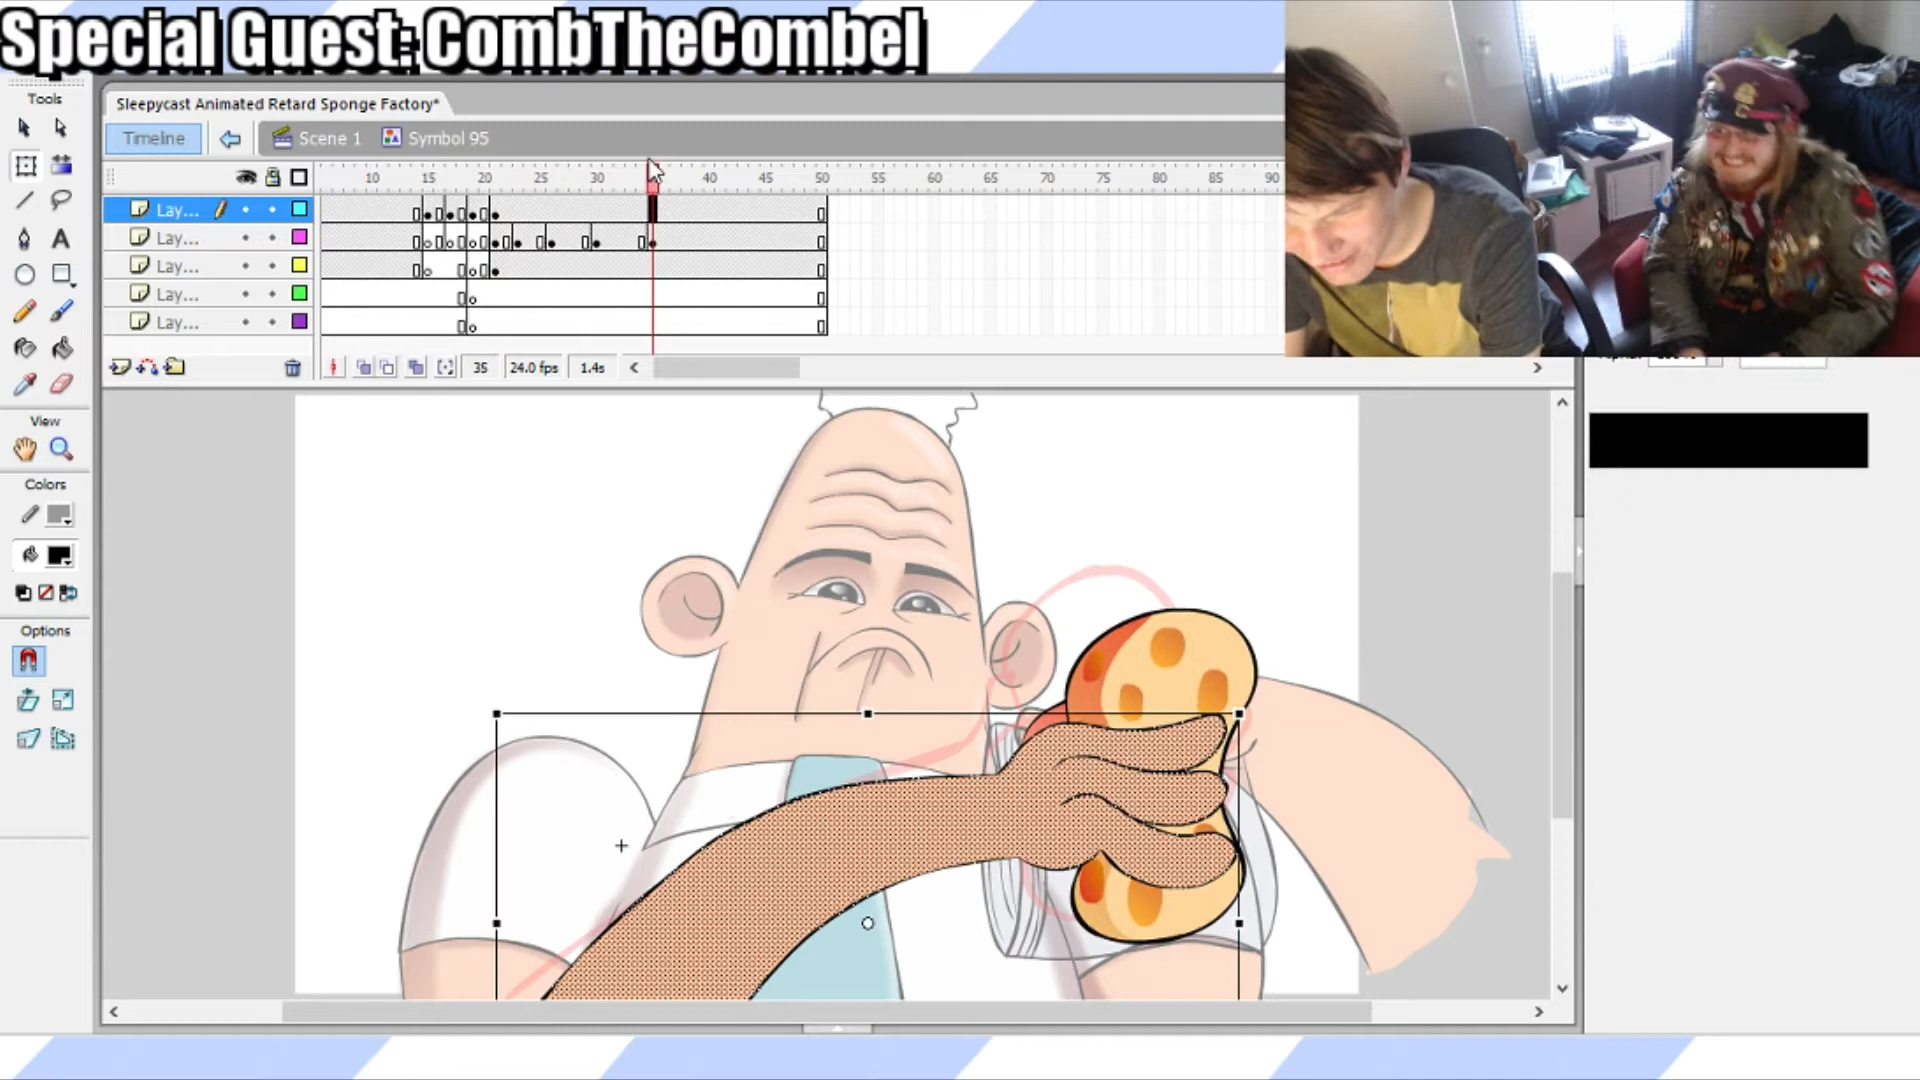 Special Guest: CombTheCombel
Tools
Sleepycast Animated Retard Sponge Factory*
Timeline
Scene 1
Symbol 95
10 15 20 25 30 40 45 50 55 60 65 70 75 80 85 90
Lay...
Lay...
Lay...
Lay...
Lay...
35 24.0 fps 1.4s
View
Colors
Options